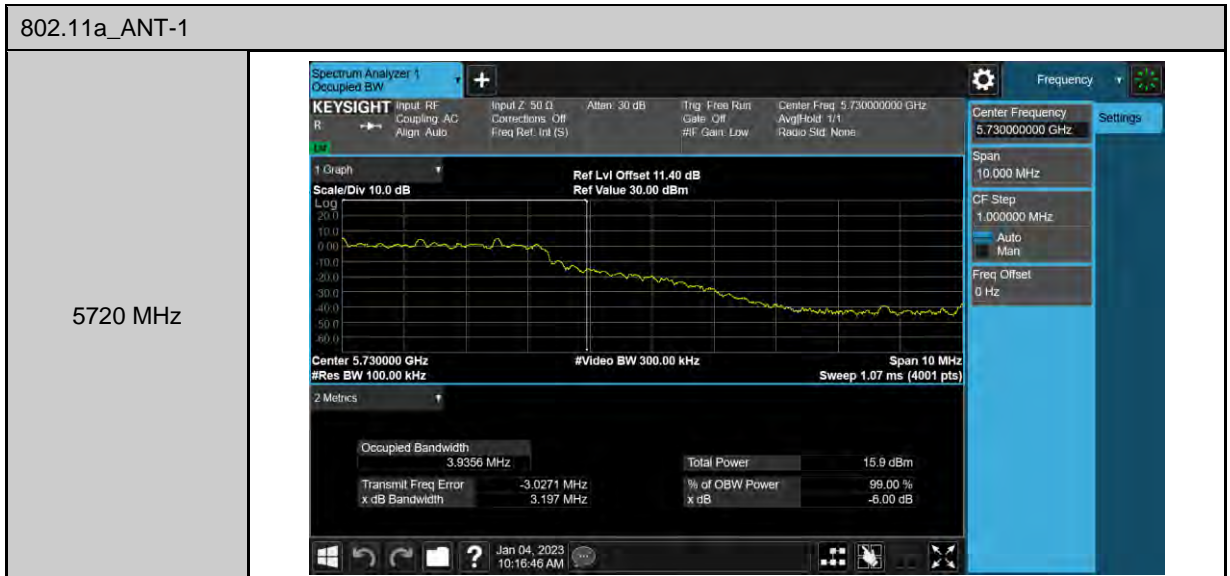 802.11a_ANT-1
5720 MHz
Spectrum Analyzer 1
Occupied BW
+
Frequency
KEYSIGHT
R
Input: RF
Coupling: AC
Align: Auto
Input Z: 50 Ω
Corrections: Off
Freq Ref: Int (S)
Atten: 30 dB
Trig: Free Run
Gate: Off
#IF Gain: Low
Center Freq: 5.730000000 GHz
Avg|Hold: 1/1
Radio Std: None
Center Frequency
5.730000000 GHz
Settings
Span
10.000 MHz
CF Step
1.000000 MHz
Auto
Man
Freq Offset
0 Hz
1 Graph
Scale/Div 10.0 dB
Ref Lvl Offset 11.40 dB
Ref Value 30.00 dBm
Log
20.0
10.0
0.00
-10.0
-20.0
-30.0
-40.0
-50.0
-60.0
Center 5.730000 GHz
#Video BW 300.00 kHz
Span 10 MHz
#Res BW 100.00 kHz
Sweep 1.07 ms (4001 pts)
2 Metrics
Occupied Bandwidth
3.9356 MHz
Total Power 15.9 dBm
Transmit Freq Error -3.0271 MHz
% of OBW Power 99.00 %
x dB Bandwidth 3.197 MHz
x dB -6.00 dB
?
Jan 04, 2023
10:16:46 AM